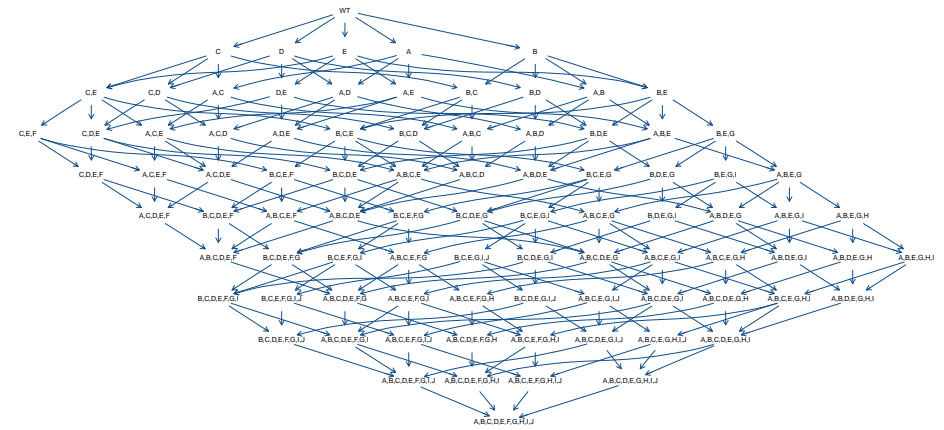 WT
C D E A B
C,E C,D A,C D,E A,D A,E B,C B,D A,B B,E
C,E,F C,D,E A,C,E A,C,D A,D,E B,C,E B,C,D A,B,C A,B,D B,D,E A,B,E B,E,G
C,D,E,F A,C,E,F A,C,D,E B,C,E,F B,C,D,E A,B,C,E A,B,C,D A,B,D,E B,C,E,G B,D,E,G B,E,G,I A,B,E,G
A,C,D,E,F B,C,D,E,F A,B,C,E,F A,B,C,D,E B,C,E,F,G B,C,D,E,G B,C,E,G,I A,B,C,E,G B,D,E,G,I A,B,D,E,G A,B,E,G,I A,B,E,G,H
A,B,C,D,E,F B,C,D,E,F,G B,C,E,F,G,I A,B,C,E,F,G B,C,E,G,I,J B,C,D,E,G,I A,B,C,D,E,G A,B,C,E,G,I A,B,C,E,G,H A,B,D,E,G,I A,B,D,E,G,H A,B,E,G,H,I
B,C,D,E,F,G,I B,C,E,F,G,I,J A,B,C,D,E,F,G A,B,C,E,F,G,I A,B,C,E,F,G,H B,C,D,E,G,I,J A,B,C,E,G,I,J A,B,C,D,E,G,I A,B,C,D,E,G,H A,B,C,E,G,H,I A,B,D,E,G,H,I
B,C,D,E,F,G,I,J A,B,C,D,E,F,G,I A,B,C,E,F,G,I,J A,B,C,D,E,F,G,H A,B,C,E,F,G,H,I A,B,C,D,E,G,I,J A,B,C,E,G,H,I,J A,B,C,D,E,G,H,I
A,B,C,D,E,F,G,I,J A,B,C,D,E,F,G,H,I A,B,C,E,F,G,H,I,J A,B,C,D,E,G,H,I,J
A,B,C,D,E,F,G,H,I,J